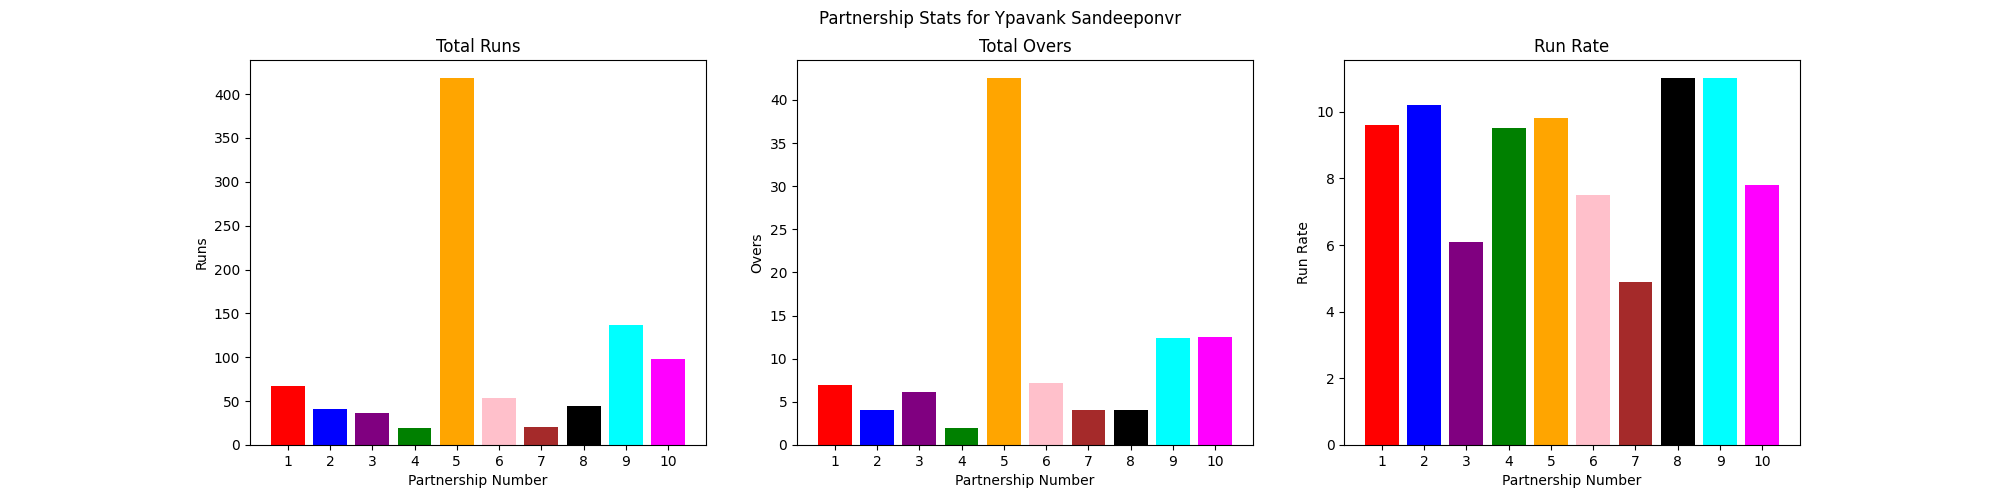 Partnership Stats for Ypavank Sandeeponvr
Total Runs
400
350
300
250
200
150
100
50
0
Runs
1 2 3 4 5 6 7 8 9 10
Partnership Number
Total Overs
40
35
30
25
20
15
10
5
0
Overs
1 2 3 4 5 6 7 8 9 10
Partnership Number
Run Rate
10
8
6
4
2
0
Run Rate
1 2 3 4 5 6 7 8 9 10
Partnership Number